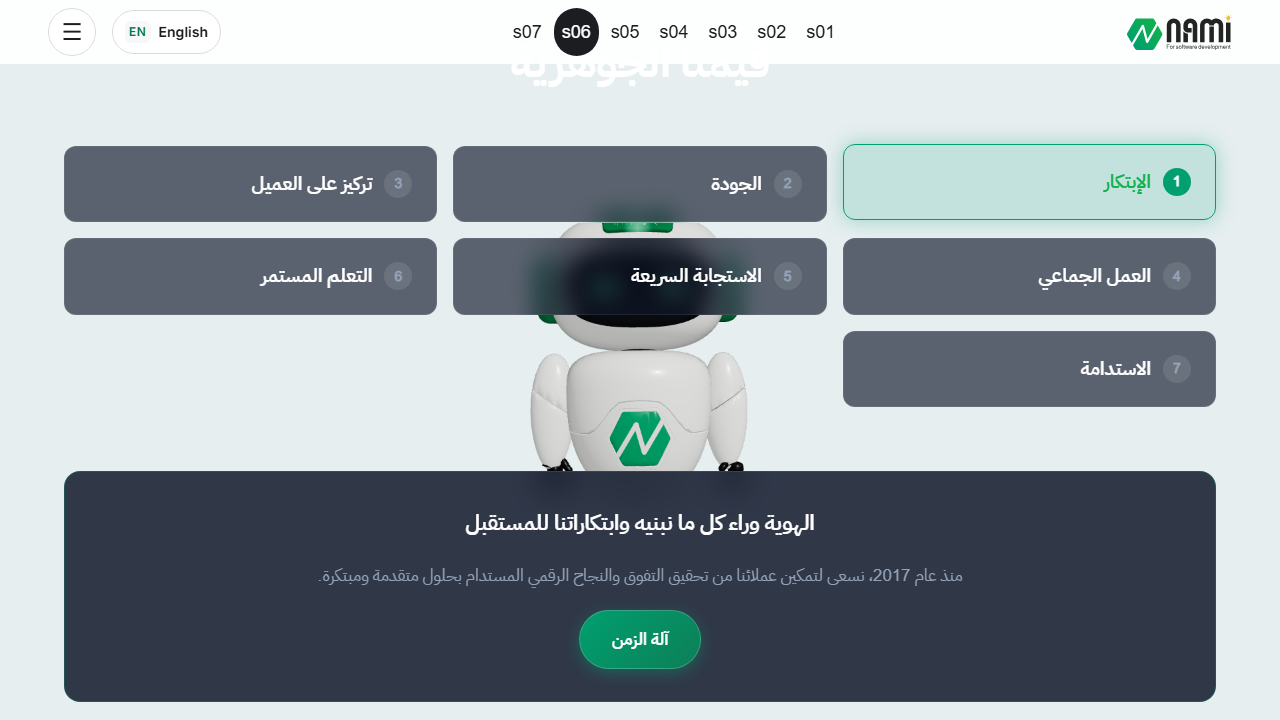 NAMi
For software development
s01
s02
s03
s04
s05
s06
s07
EN English
☰
قيمنا الجوهرية
1 الإبتكار
2 الجودة
3 تركيز على العميل
4 العمل الجماعي
5 الاستجابة السريعة
6 التعلم المستمر
7 الاستدامة
الهوية وراء كل ما نبنيه وابتكاراتنا للمستقبل
منذ عام 2017، نسعى لتمكين عملائنا من تحقيق التفوق والنجاح الرقمي المستدام بحلول متقدمة ومبتكرة.
آلة الزمن